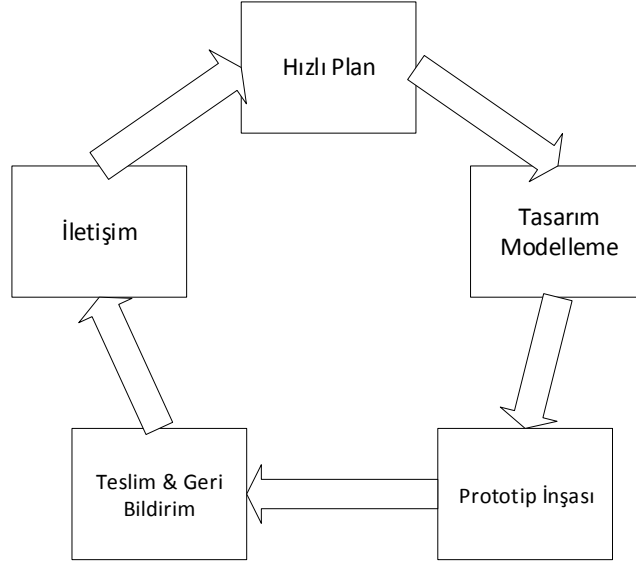 Hızlı Plan
İletişim
Tasarım
Modelleme
Teslim & Geri
Bildirim
Prototip İnşası